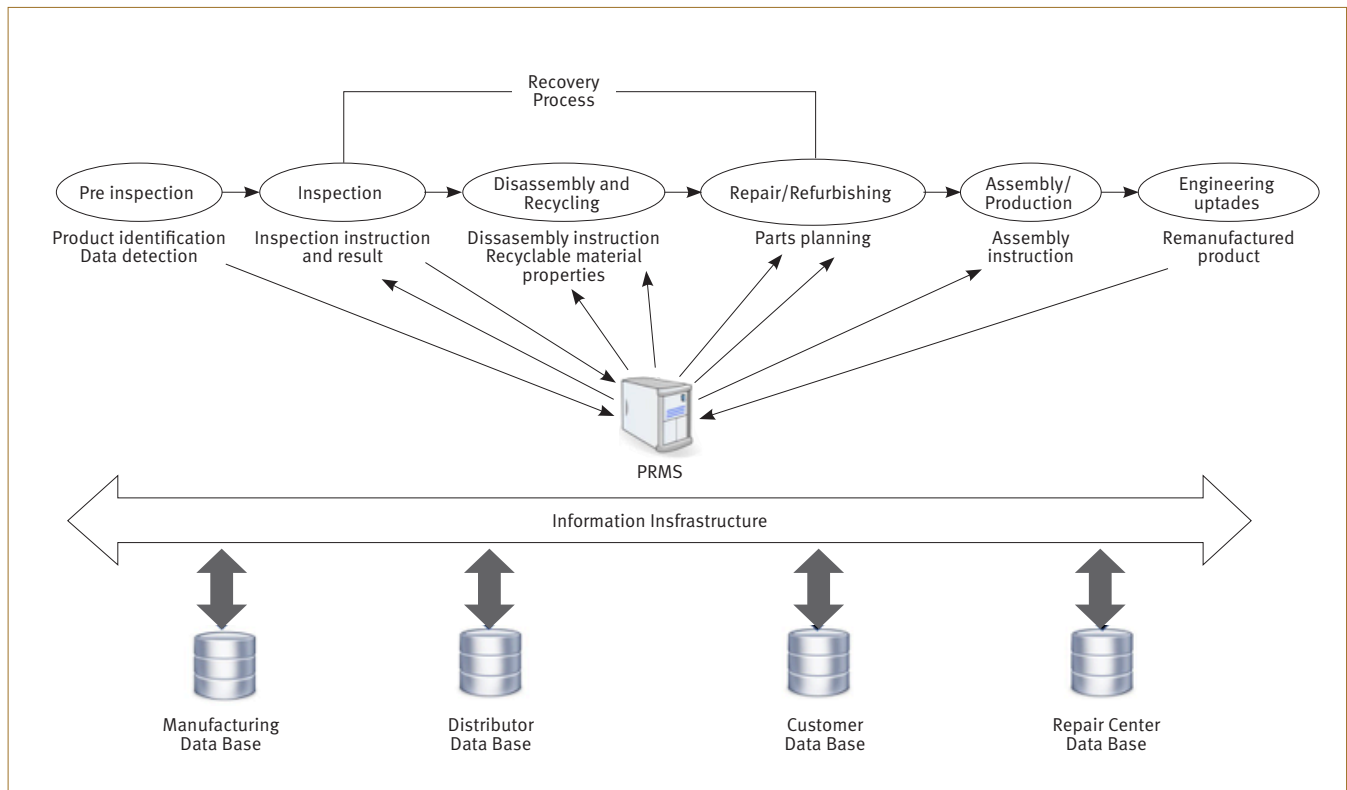 Recovery
Process
Pre inspection
Inspection
Disassembly and
Recycling
Repair/Refurbishing
Assembly/
Production
Engineering
uptades
Product identification
Data detection
Inspection instruction
and result
Dissasembly instruction
Recyclable material
properties
Parts planning
Assembly
instruction
Remanufactured
product
PRMS
Information Insfrastructure
Manufacturing
Data Base
Distributor
Data Base
Customer
Data Base
Repair Center
Data Base